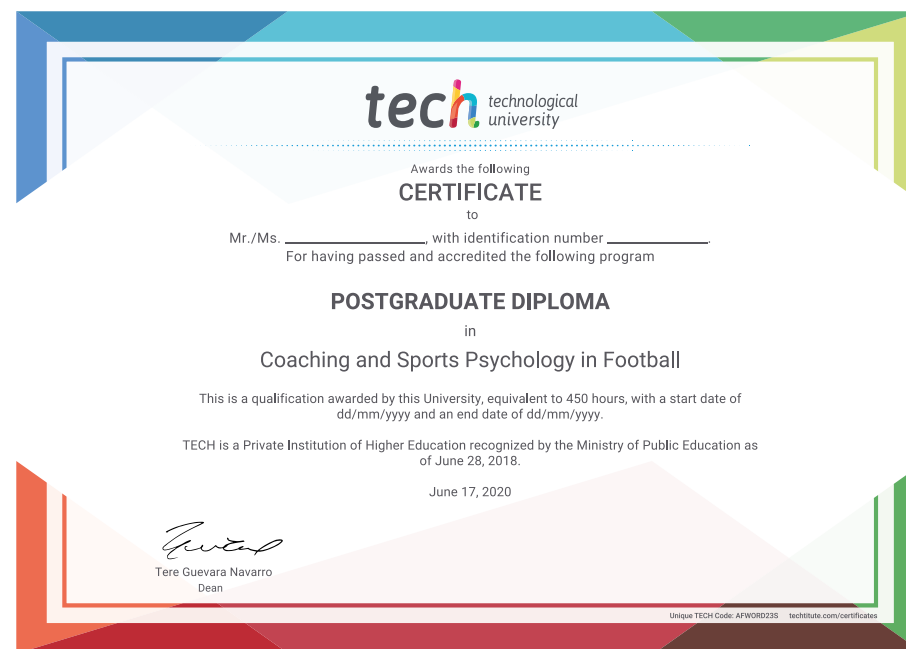 tech technological
university
Awards the following
CERTIFICATE
to
Mr./Ms. ____________________, with identification number ______________.
For having passed and accredited the following program
POSTGRADUATE DIPLOMA
in
Coaching and Sports Psychology in Football
This is a qualification awarded by this University, equivalent to 450 hours, with a start date of
dd/mm/yyyy and an end date of dd/mm/yyyy.
TECH is a Private Institution of Higher Education recognized by the Ministry of Public Education as
of June 28, 2018.
June 17, 2020
Tere Guevara Navarro
Dean
Unique TECH Code: AFWORD23S techtitute.com/certificates